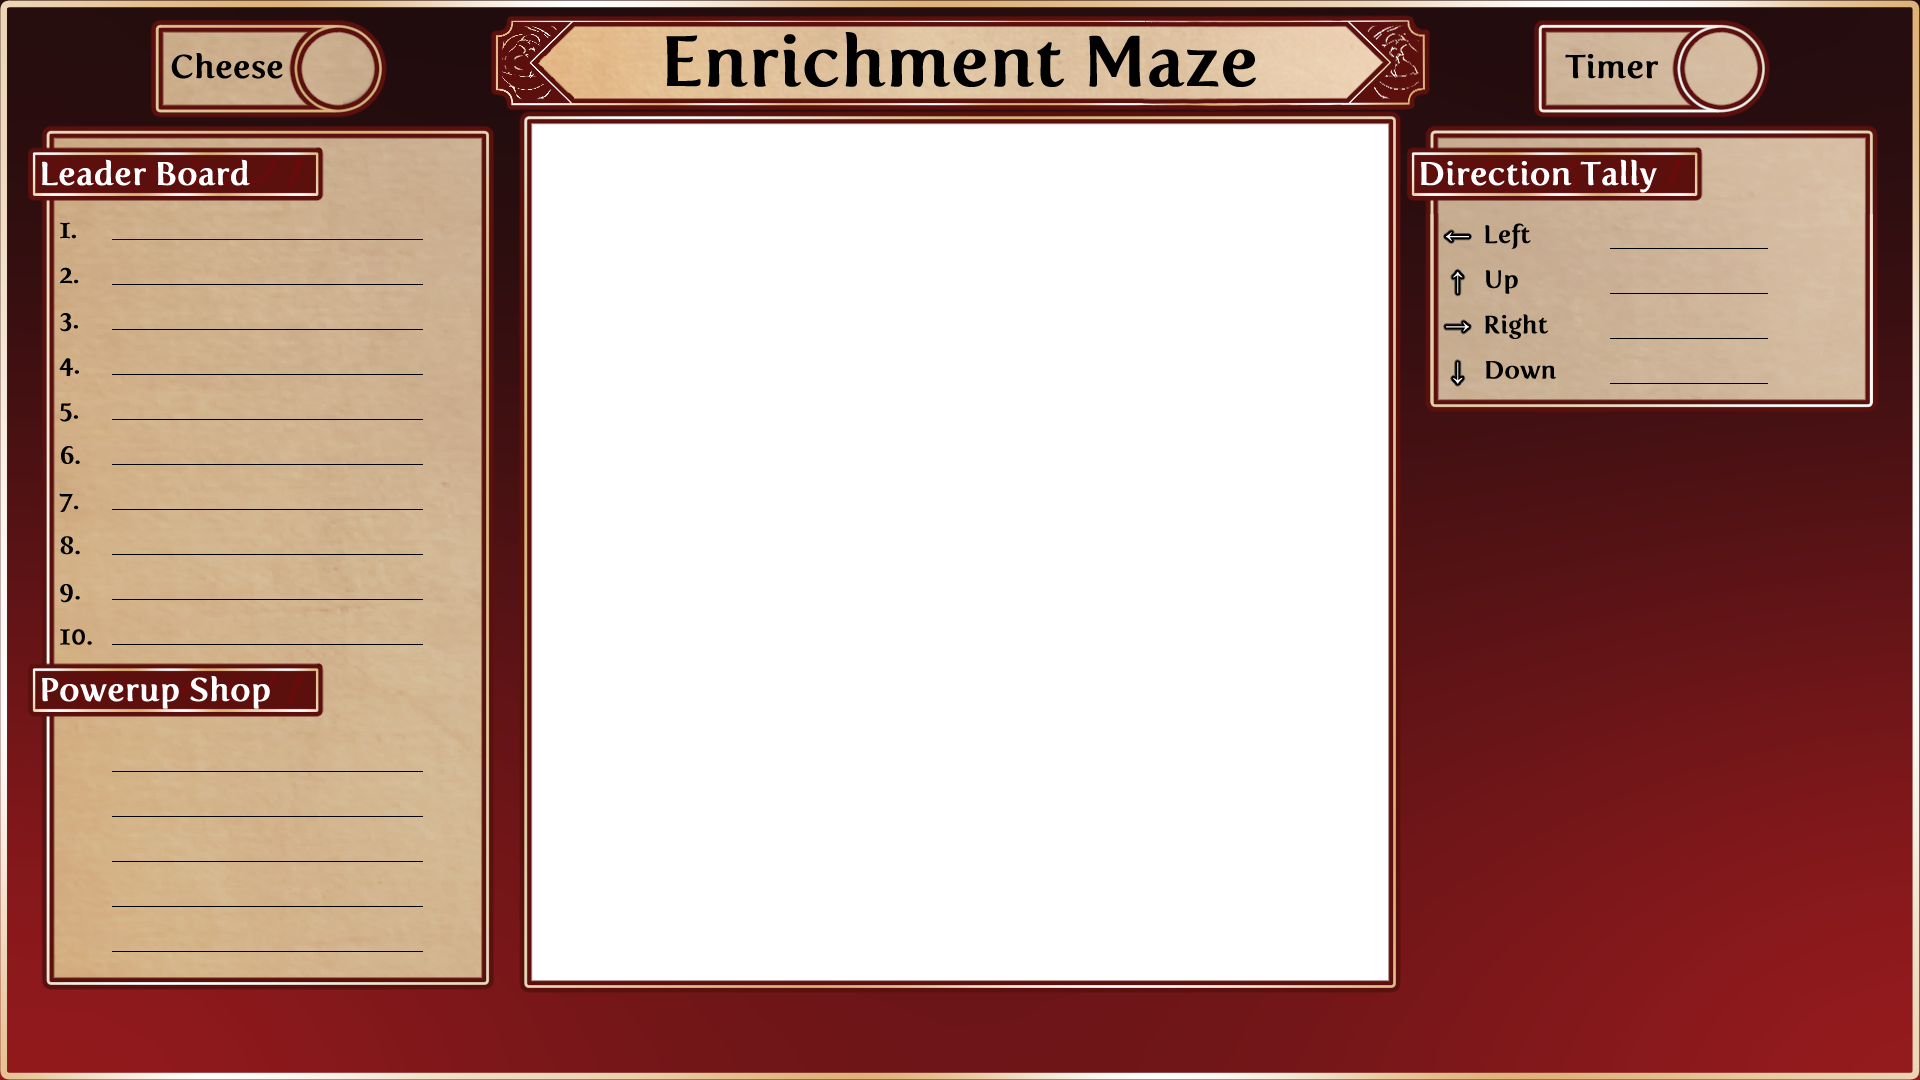 Cheese
Enrichment Maze
Timer
Leader Board
1.
2.
3.
4.
5.
6.
7.
8.
9.
10.
Powerup Shop
Direction Tally
← Left
↑ Up
→ Right
↓ Down